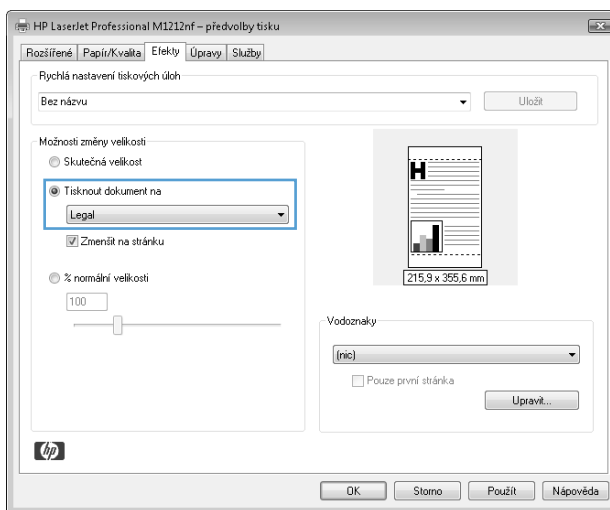 HP LaserJet Professional M1212nf – předvolby tisku
Rozšířené Papír/Kvalita Efekty Úpravy Služby
Rychlá nastavení tiskových úloh
Bez názvu Uložit
Možnosti změny velikosti
Skutečná velikost
Tisknout dokument na
Legal
Zmenšit na stránku
% normální velikosti
100
H
215,9 x 355,6 mm
Vodoznaky
(nic)
Pouze první stránka
Upravit...
hp
OK Storno Použít Nápověda